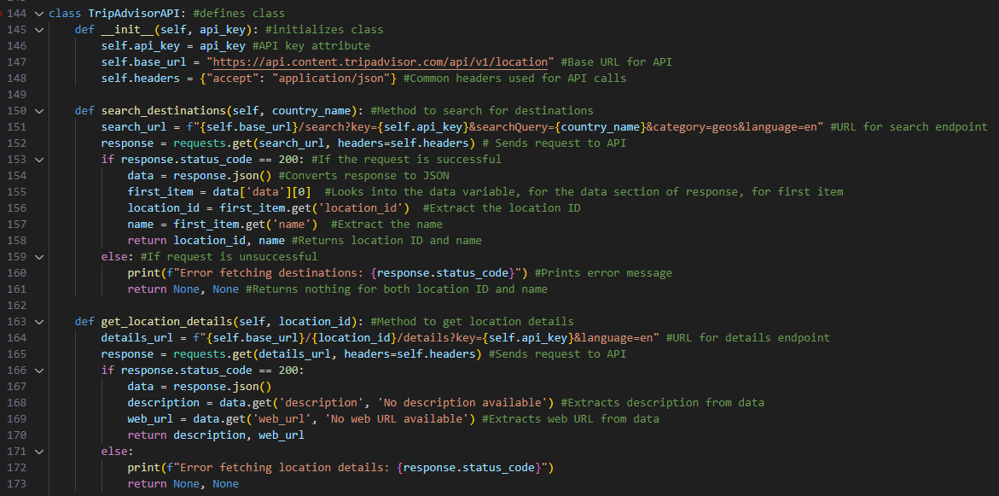 144 class TripAdvisorAPI: #defines class
145     def __init__(self, api_key): #initializes class
146         self.api_key = api_key #API key attribute
147         self.base_url = "https://api.content.tripadvisor.com/api/v1/location" #Base URL for API
148         self.headers = {"accept": "application/json"} #Common headers used for API calls
149
150     def search_destinations(self, country_name): #Method to search for destinations
151         search_url = f"{self.base_url}/search?key={self.api_key}&searchQuery={country_name}&category=geos&language=en" #URL for search endpoint
152         response = requests.get(search_url, headers=self.headers) # Sends request to API
153         if response.status_code == 200: #If the request is successful
154             data = response.json() #Converts response to JSON
155             first_item = data['data'][0]  #Looks into the data variable, for the data section of response, for first item
156             location_id = first_item.get('location_id')  #Extract the location ID
157             name = first_item.get('name')  #Extract the name
158             return location_id, name #Returns location ID and name
159         else: #If request is unsuccessful
160             print(f"Error fetching destinations: {response.status_code}") #Prints error message
161             return None, None #Returns nothing for both location ID and name
162
163     def get_location_details(self, location_id): #Method to get location details
164         details_url = f"{self.base_url}/{location_id}/details?key={self.api_key}&language=en" #URL for details endpoint
165         response = requests.get(details_url, headers=self.headers) #Sends request to API
166         if response.status_code == 200:
167             data = response.json()
168             description = data.get('description', 'No description available') #Extracts description from data
169             web_url = data.get('web_url', 'No web URL available') #Extracts web URL from data
170             return description, web_url
171         else:
172             print(f"Error fetching location details: {response.status_code}")
173             return None, None